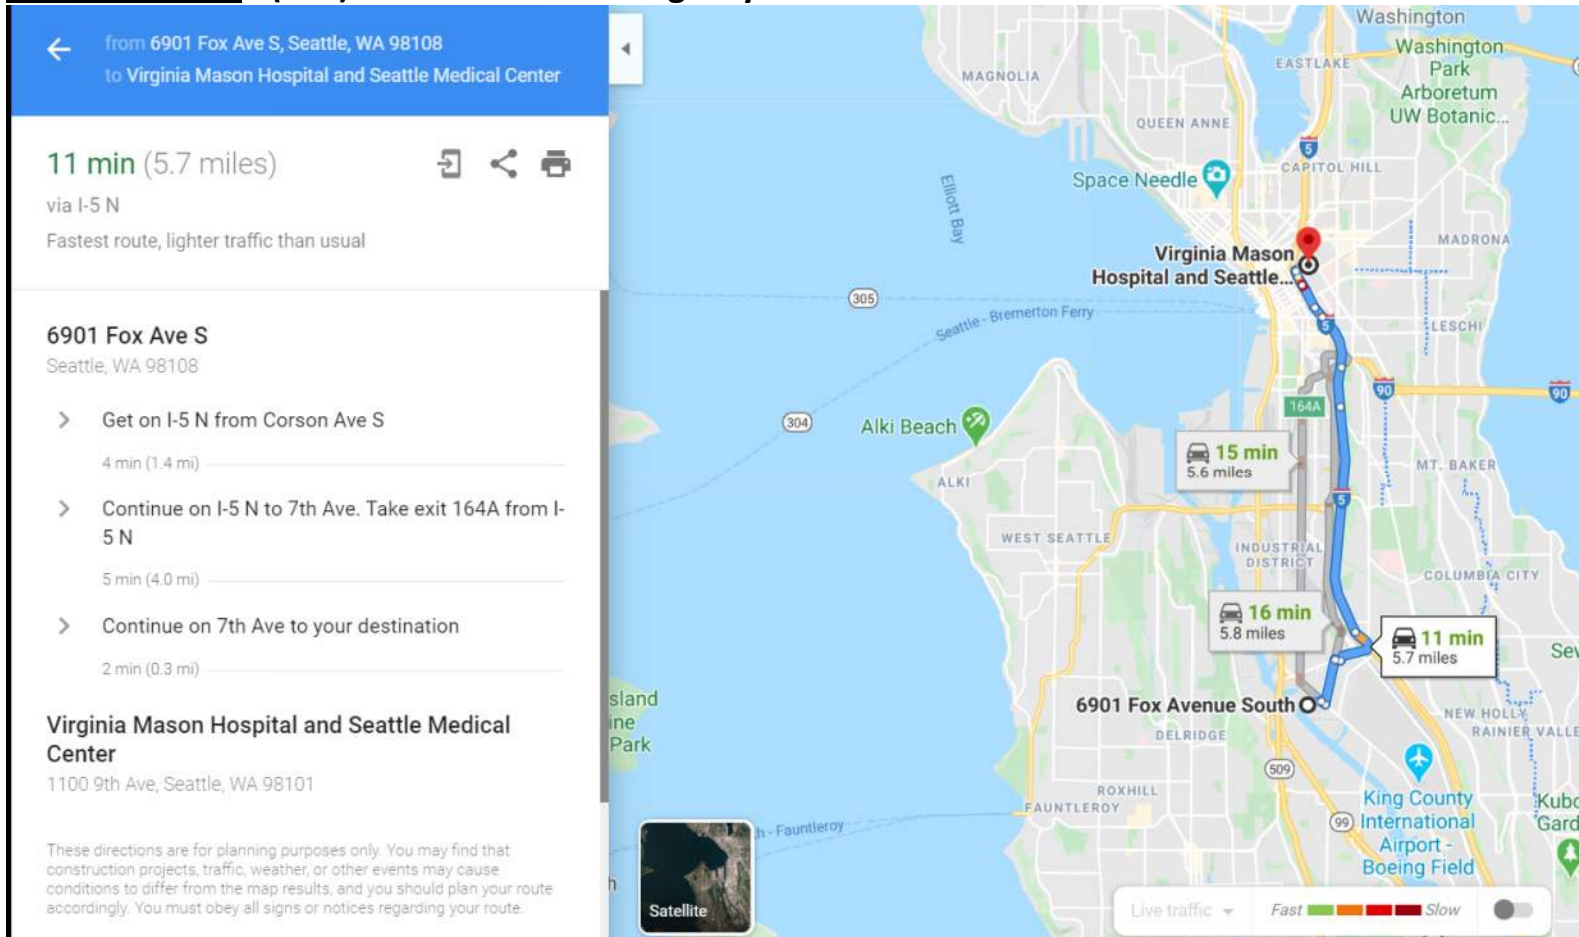 from 6901 Fox Ave S, Seattle, WA 98108
to Virginia Mason Hospital and Seattle Medical Center
11 min (5.7 miles)
via I-5 N
Fastest route, lighter traffic than usual
6901 Fox Ave S
Seattle, WA 98108
Get on I-5 N from Corson Ave S
4 min (1.4 mi)
Continue on I-5 N to 7th Ave. Take exit 164A from I-
5 N
5 min (4.0 mi)
Continue on 7th Ave to your destination
2 min (0.3 mi)
Virginia Mason Hospital and Seattle Medical
Center
1100 9th Ave, Seattle, WA 98101
These directions are for planning purposes only. You may find that
construction projects, traffic, weather, or other events may cause
conditions to differ from the map results, and you should plan your route
accordingly. You must obey all signs or notices regarding your route.
Washington
Washington
Park
Arboretum
UW Botanic...
EASTLAKE
MAGNOLIA
QUEEN ANNE
5
CAPITOL HILL
Space Needle
Elliott Bay
MADRONA
Virginia Mason
Hospital and Seattle...
305
Seattle - Bremerton Ferry
5
LESCHI
90
90
164A
304
Alki Beach
15 min
5.6 miles
MT. BAKER
ALKI
5
WEST SEATTLE
INDUSTRIAL
DISTRICT
COLUMBIA CITY
16 min
5.8 miles
11 min
5.7 miles
6901 Fox Avenue South
NEW HOLLY
RAINIER VALLE
DELRIDGE
sland
ine
Park
509
ROXHILL
FAUNTLEROY
99
King County
International
Airport -
Boeing Field
Kubo
Gard
h - Fauntleroy
Satellite
Live traffic
Fast
Slow